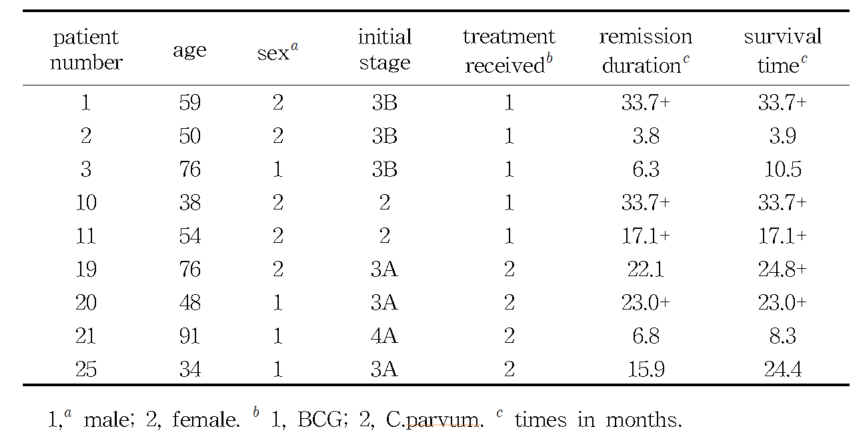 patient number age sexᵃ initial stage treatment receivedᵇ remission durationᶜ survival timeᶜ
1 59 2 3B 1 33.7+ 33.7+
2 50 2 3B 1 3.8 3.9
3 76 1 3B 1 6.3 10.5
10 38 2 2 1 33.7+ 33.7+
11 54 2 2 1 17.1+ 17.1+
19 76 2 3A 2 22.1 24.8+
20 48 1 3A 2 23.0+ 23.0+
21 91 1 4A 2 6.8 8.3
25 34 1 3A 2 15.9 24.4
1,ᵃ male; 2, female. ᵇ 1, BCG; 2, C.parvum. ᶜ times in months.